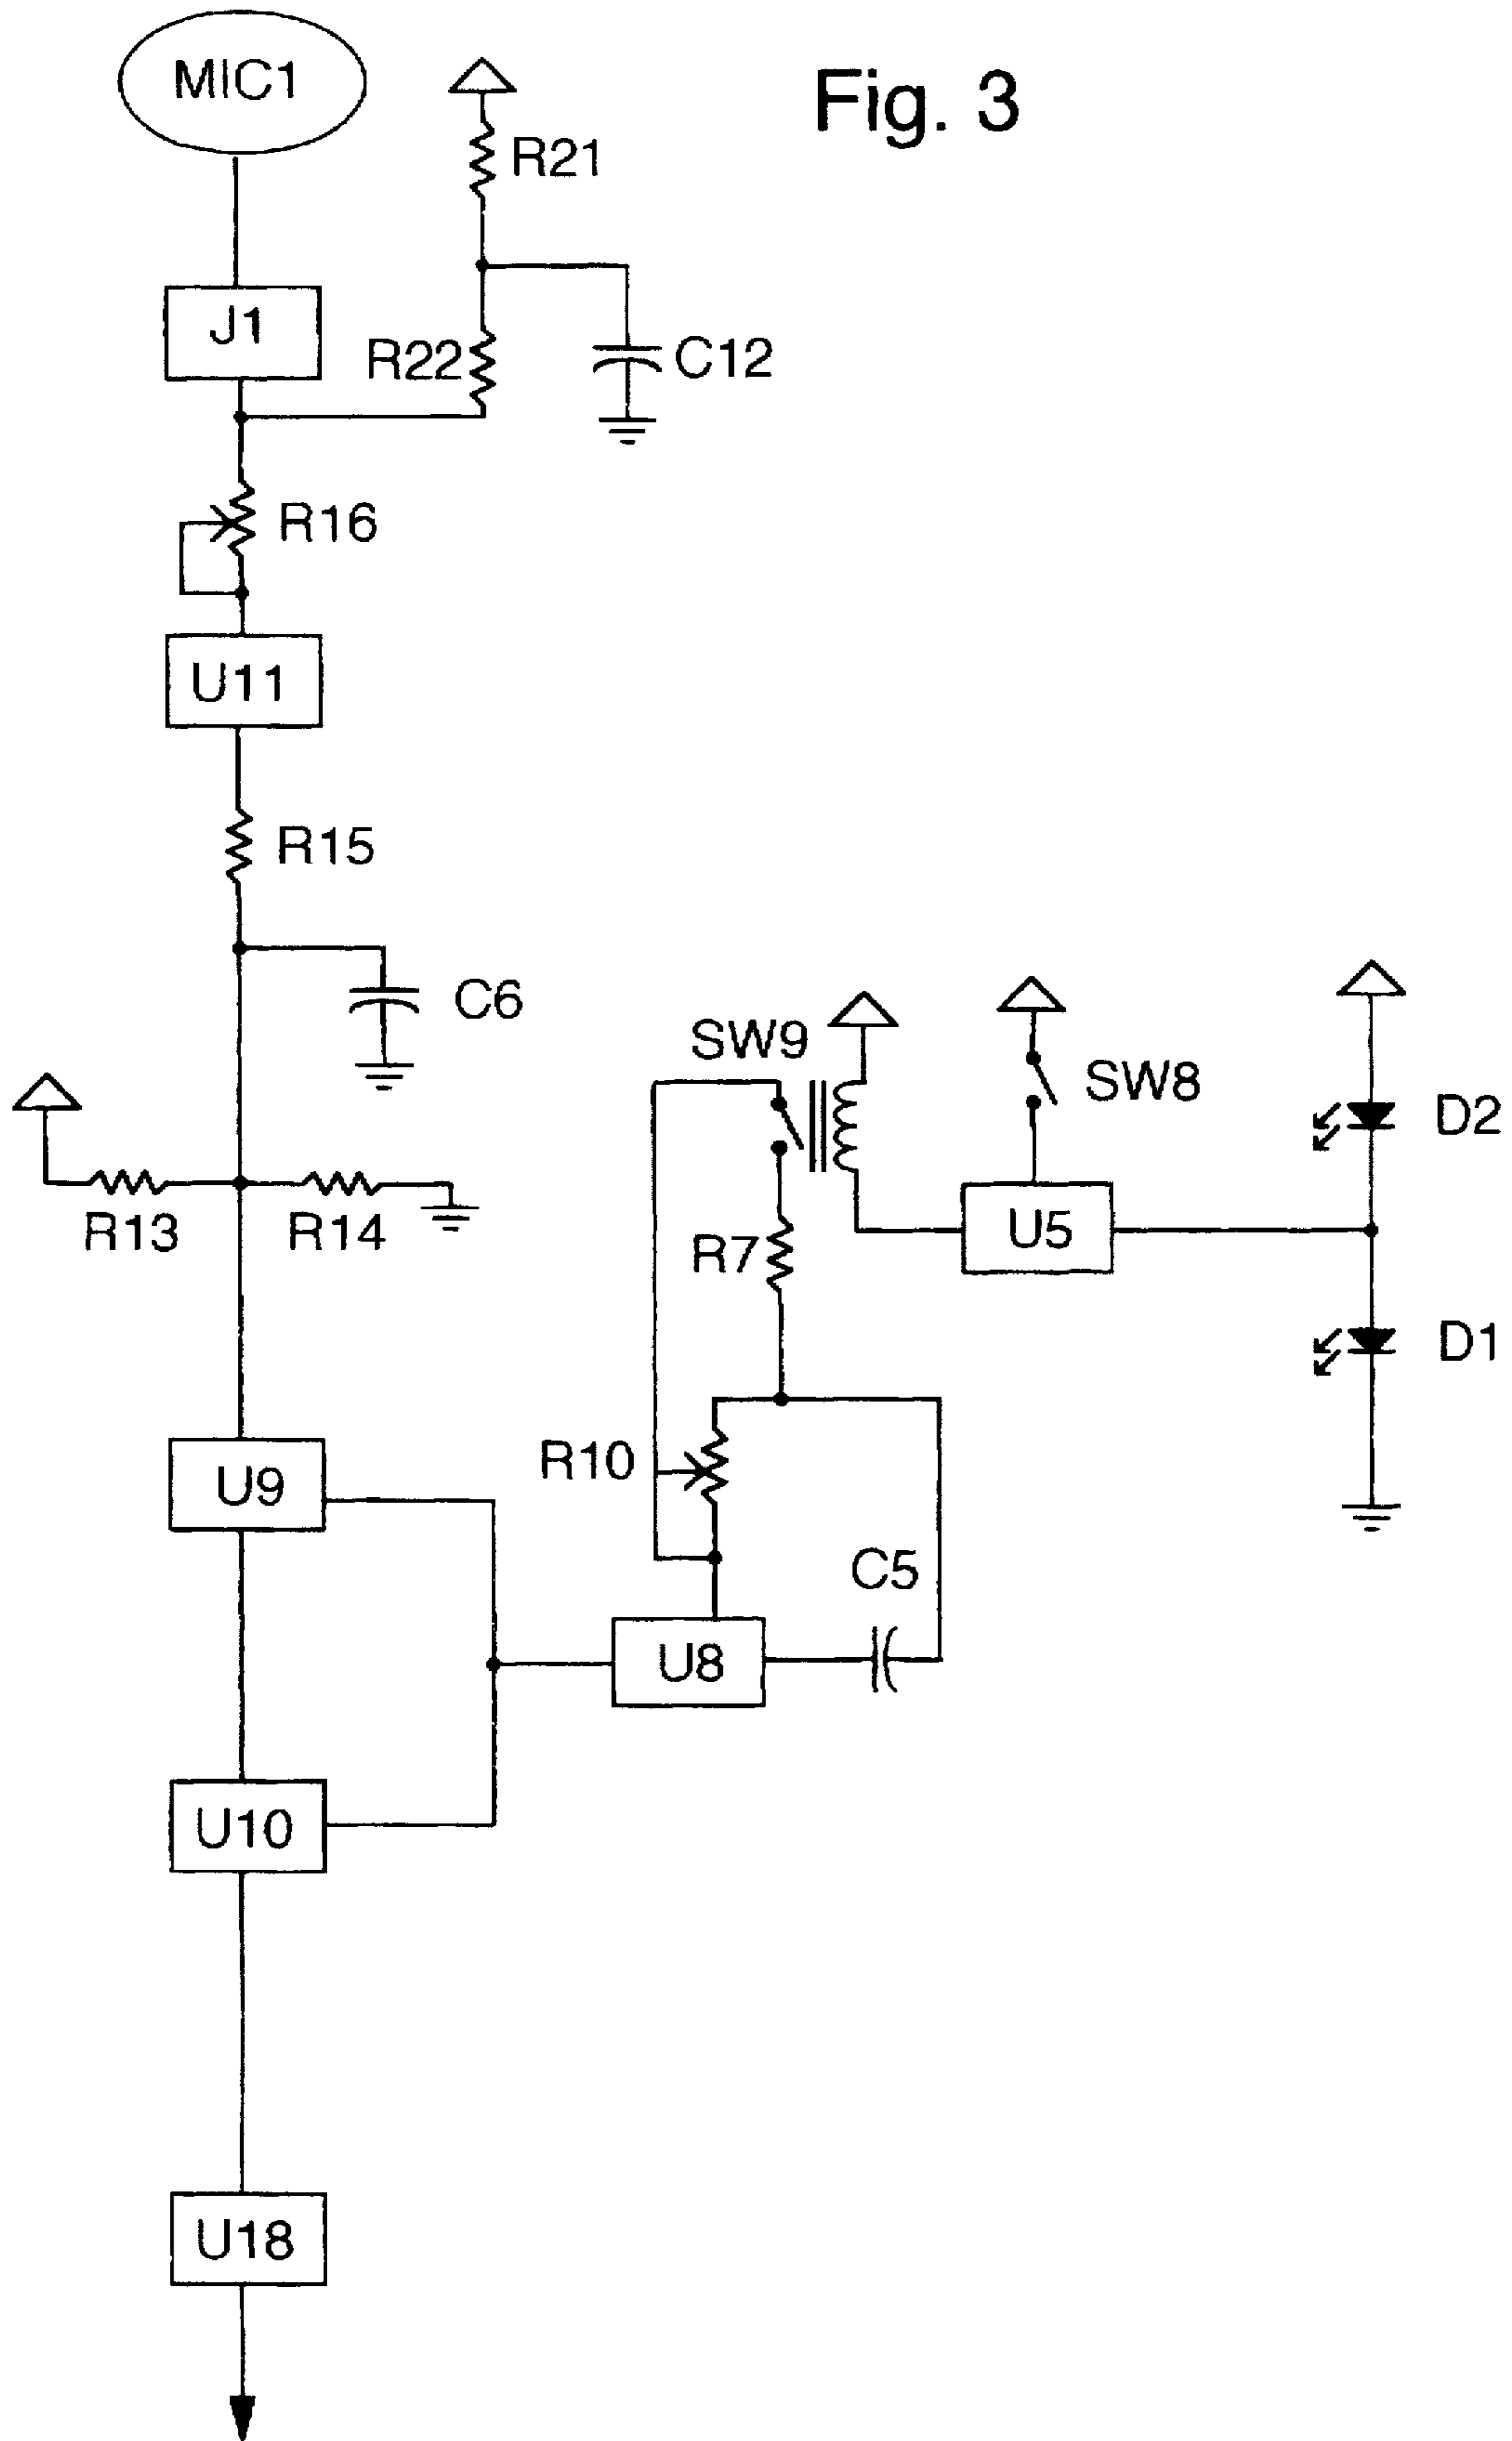 MIC1
Fig. 3
R21
J1
R22
C12
R16
U11
R15
C6
SW9
SW8
D2
R13
R14
R7
U5
D1
R10
U9
C5
U8
U10
U18